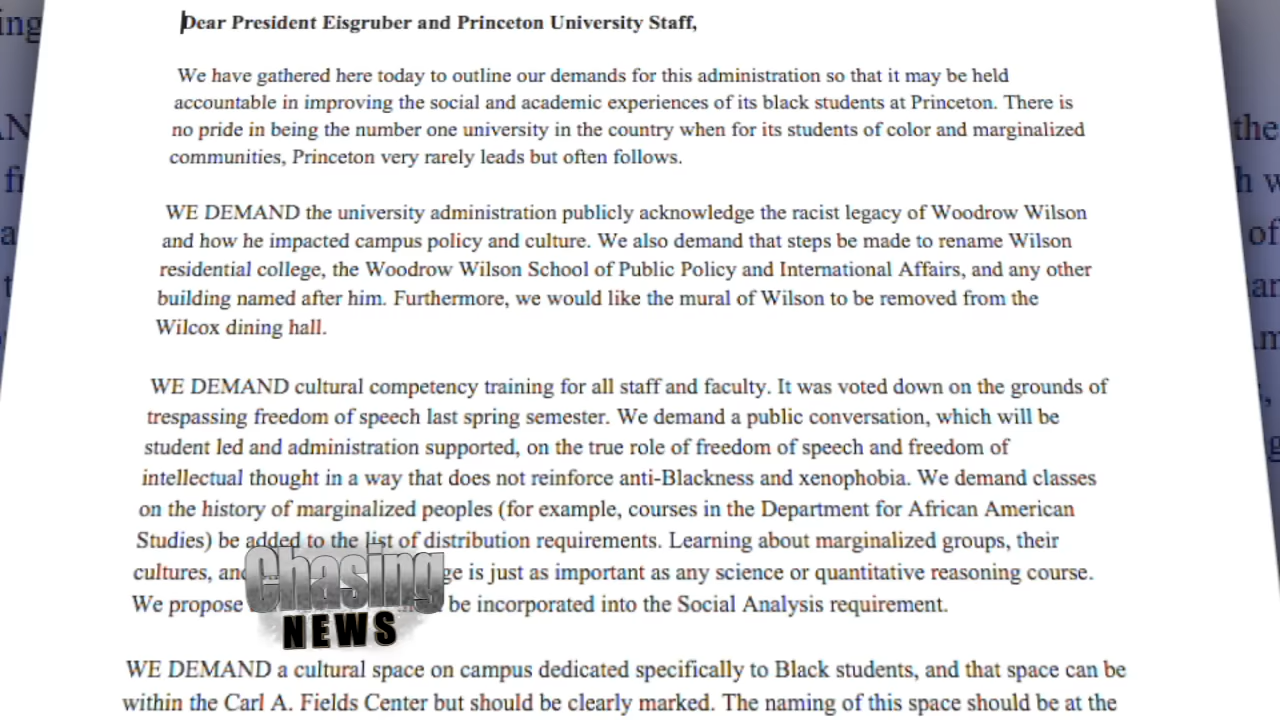 Dear President Eisgruber and Princeton University Staff,
We have gathered here today to outline our demands for this administration so that it may be held
accountable in improving the social and academic experiences of its black students at Princeton. There is
no pride in being the number one university in the country when for its students of color and marginalized
communities, Princeton very rarely leads but often follows.
WE DEMAND the university administration publicly acknowledge the racist legacy of Woodrow Wilson
and how he impacted campus policy and culture. We also demand that steps be made to rename Wilson
residential college, the Woodrow Wilson School of Public Policy and International Affairs, and any other
building named after him. Furthermore, we would like the mural of Wilson to be removed from the
Wilcox dining hall.
WE DEMAND cultural competency training for all staff and faculty. It was voted down on the grounds of
trespassing freedom of speech last spring semester. We demand a public conversation, which will be
student led and administration supported, on the true role of freedom of speech and freedom of
intellectual thought in a way that does not reinforce anti-Blackness and xenophobia. We demand classes
on the history of marginalized peoples (for example, courses in the Department for African American
Studies) be added to the list of distribution requirements. Learning about marginalized groups, their
cultures, is just as important as any science or quantitative reasoning course.
We propose be incorporated into the Social Analysis requirement.
Chasing
NEWS
WE DEMAND a cultural space on campus dedicated specifically to Black students, and that space can be
within the Carl A. Fields Center but should be clearly marked. The naming of this space should be at the